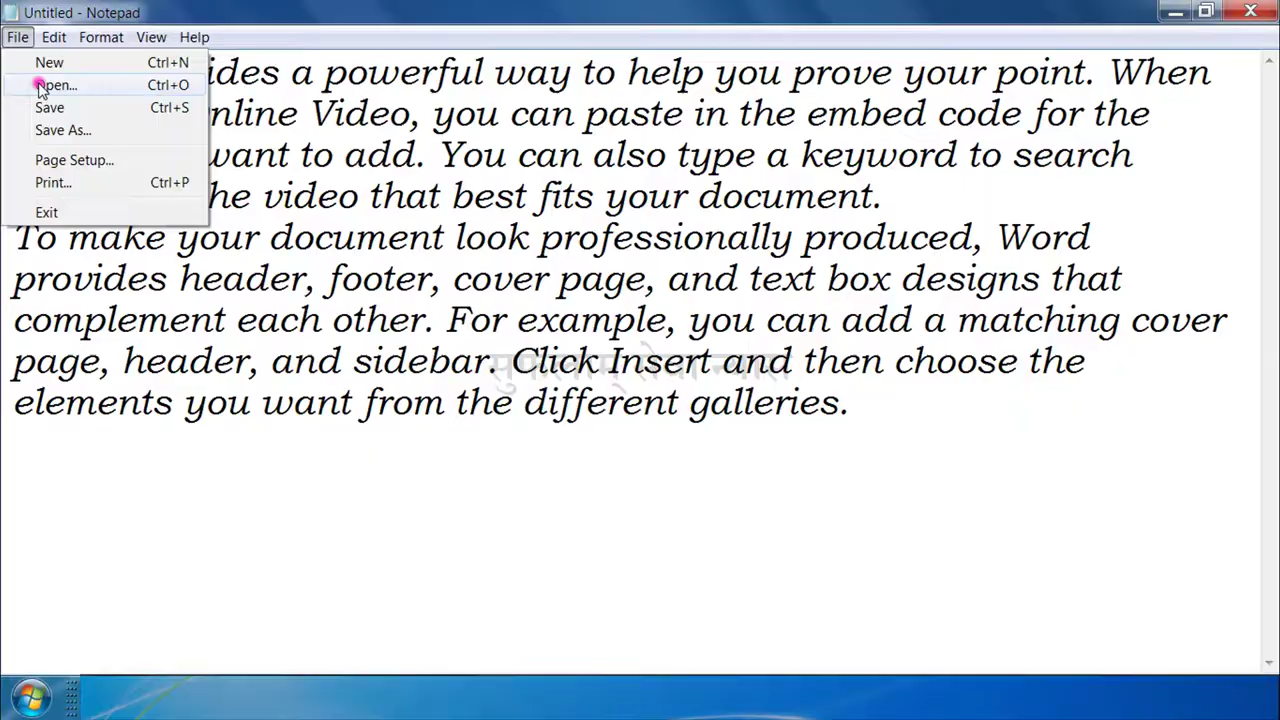 Untitled - Notepad
File Edit Format View Help
New Ctrl+N
Open... Ctrl+O
Save Ctrl+S
Save As...
Page Setup...
Print... Ctrl+P
Exit
ides a powerful way to help you prove your point. When
nline Video, you can paste in the embed code for the
want to add. You can also type a keyword to search
he video that best fits your document.
To make your document look professionally produced, Word
provides header, footer, cover page, and text box designs that
complement each other. For example, you can add a matching cover
page, header, and sidebar. Click Insert and then choose the
elements you want from the different galleries.
सुफलाम् सेवा न्यास